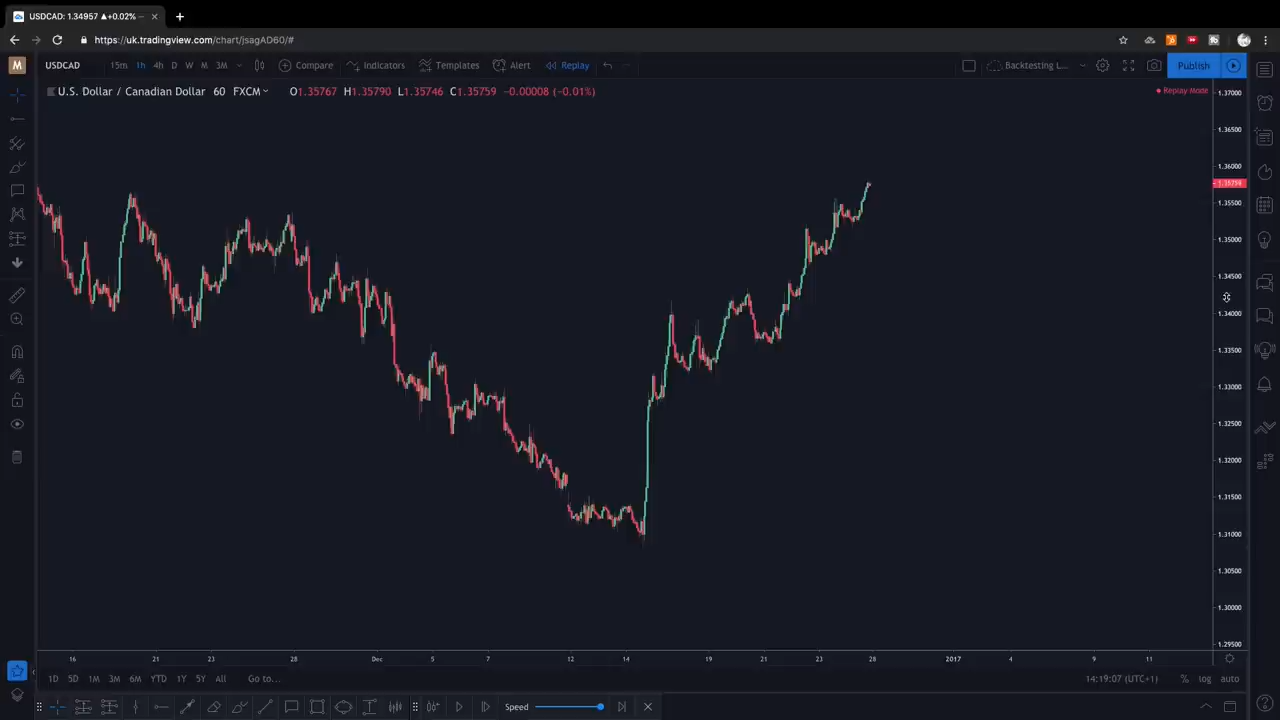 USDCAD: 1.34957 ▲+0.02% –
https://uk.tradingview.com/chart/jsagAD60/#
M USDCAD 15m 1h 4h D W M 3M Compare Indicators Templates Alert Replay Backtesting L... Publish
U.S. Dollar / Canadian Dollar 60 FXCM O1.35767 H1.35790 L1.35746 C1.35759 −0.00008 (−0.01%)
Replay Mode
1.37000
1.36500
1.36000
1.35759
1.35500
1.35000
1.34500
1.34000
1.33500
1.33000
1.32500
1.32000
1.31500
1.31000
1.30500
1.30000
1.29500
16 21 23 28 Dec 5 7 12 14 19 21 23 28 2017 4 9 11
1D 5D 1M 3M 6M YTD 1Y 5Y All Go to... 14:19:07 (UTC+1) % log auto
Speed